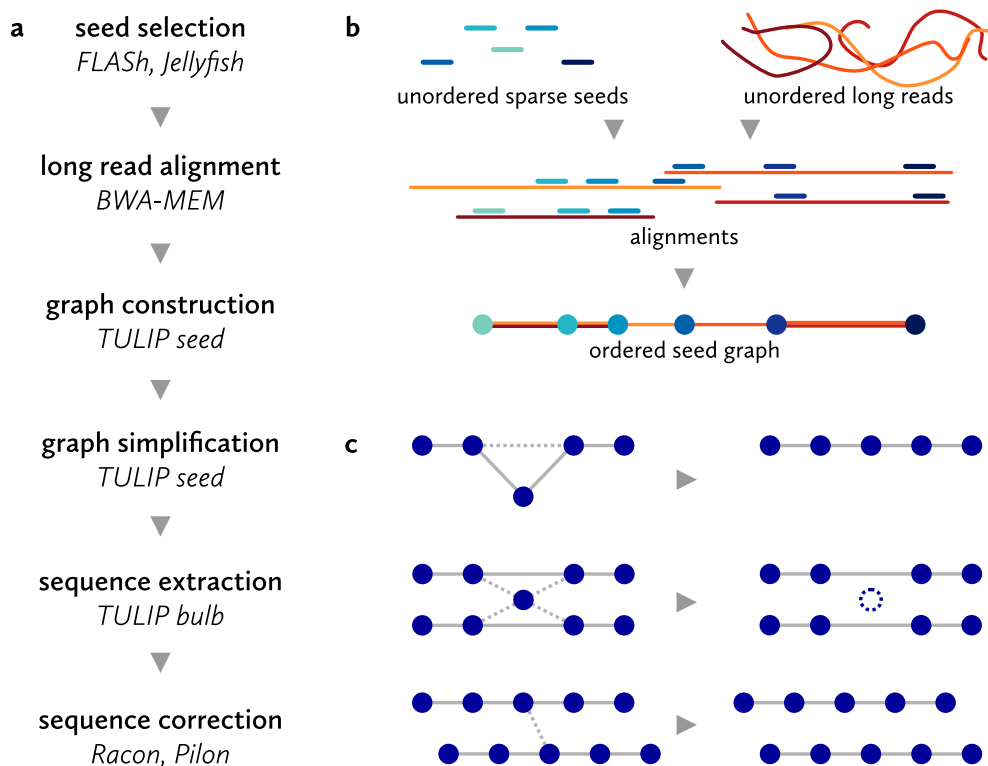 a
seed selection
FLASh, Jellyfish
long read alignment
BWA-MEM
graph construction
TULIP seed
graph simplification
TULIP seed
sequence extraction
TULIP bulb
sequence correction
Racon, Pilon
b
unordered sparse seeds
unordered long reads
alignments
ordered seed graph
c